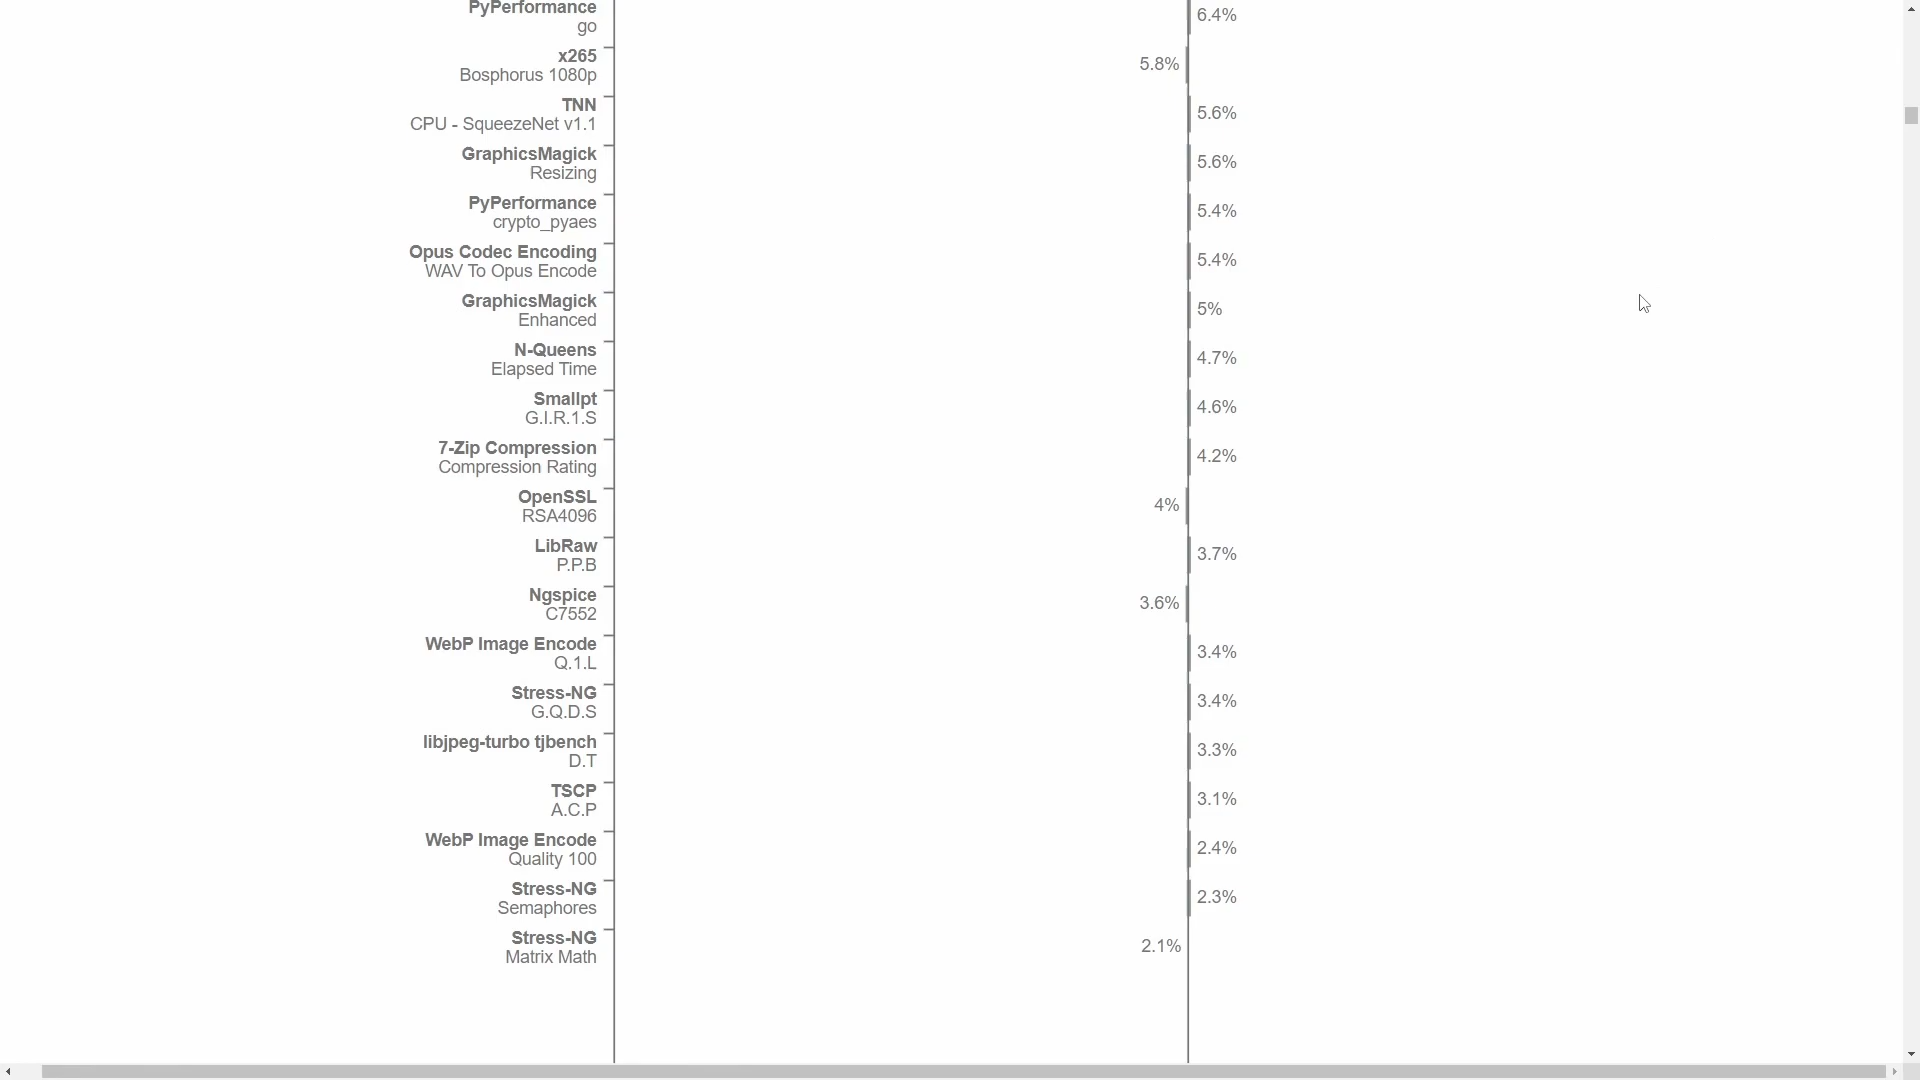 PyPerformance
go
6.4%
x265
Bosphorus 1080p
5.8%
TNN
CPU - SqueezeNet v1.1
5.6%
GraphicsMagick
Resizing
5.6%
PyPerformance
crypto_pyaes
5.4%
Opus Codec Encoding
WAV To Opus Encode
5.4%
GraphicsMagick
Enhanced
5%
N-Queens
Elapsed Time
4.7%
Smallpt
G.I.R.1.S
4.6%
7-Zip Compression
Compression Rating
4.2%
OpenSSL
RSA4096
4%
LibRaw
P.P.B
3.7%
Ngspice
C7552
3.6%
WebP Image Encode
Q.1.L
3.4%
Stress-NG
G.Q.D.S
3.4%
libjpeg-turbo tjbench
D.T
3.3%
TSCP
A.C.P
3.1%
WebP Image Encode
Quality 100
2.4%
Stress-NG
Semaphores
2.3%
Stress-NG
Matrix Math
2.1%